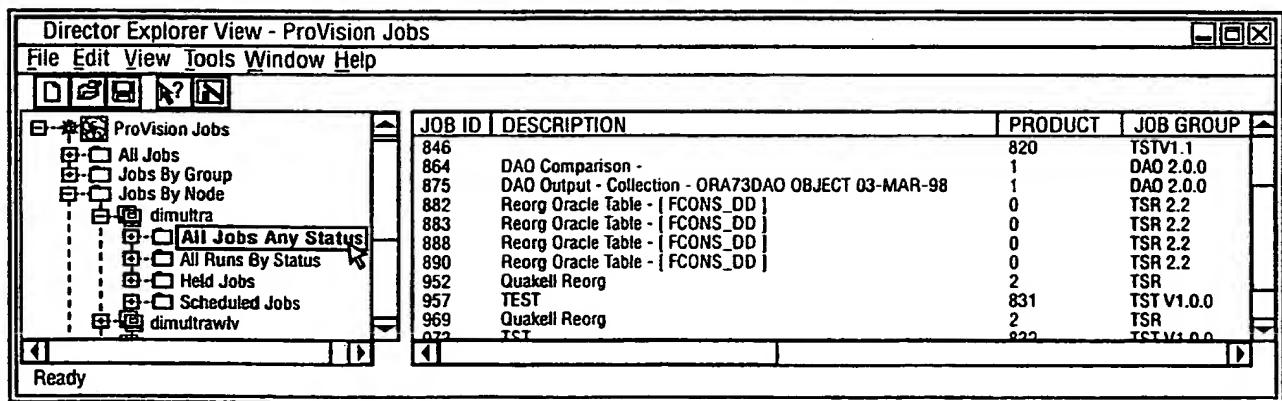 Director Explorer View - ProVision Jobs
File Edit View Tools Window Help
ProVision Jobs
All Jobs
Jobs By Group
Jobs By Node
dimultra
All Jobs Any Status
All Runs By Status
Held Jobs
Scheduled Jobs
dimultrawlv
JOB ID DESCRIPTION PRODUCT JOB GROUP
846 820 TSTV1.1
864 DAO Comparison - 1 DAO 2.0.0
875 DAO Output - Collection - ORA73DAO OBJECT 03-MAR-98 1 DAO 2.0.0
882 Reorg Oracle Table - [ FCONS_DD ] 0 TSR 2.2
883 Reorg Oracle Table - [ FCONS_DD ] 0 TSR 2.2
888 Reorg Oracle Table - [ FCONS_DD ] 0 TSR 2.2
890 Reorg Oracle Table - [ FCONS_DD ] 0 TSR 2.2
952 Quakell Reorg 2 TSR
957 TEST 831 TST V1.0.0
969 Quakell Reorg 2 TSR
TST TST V1.0.0
Ready